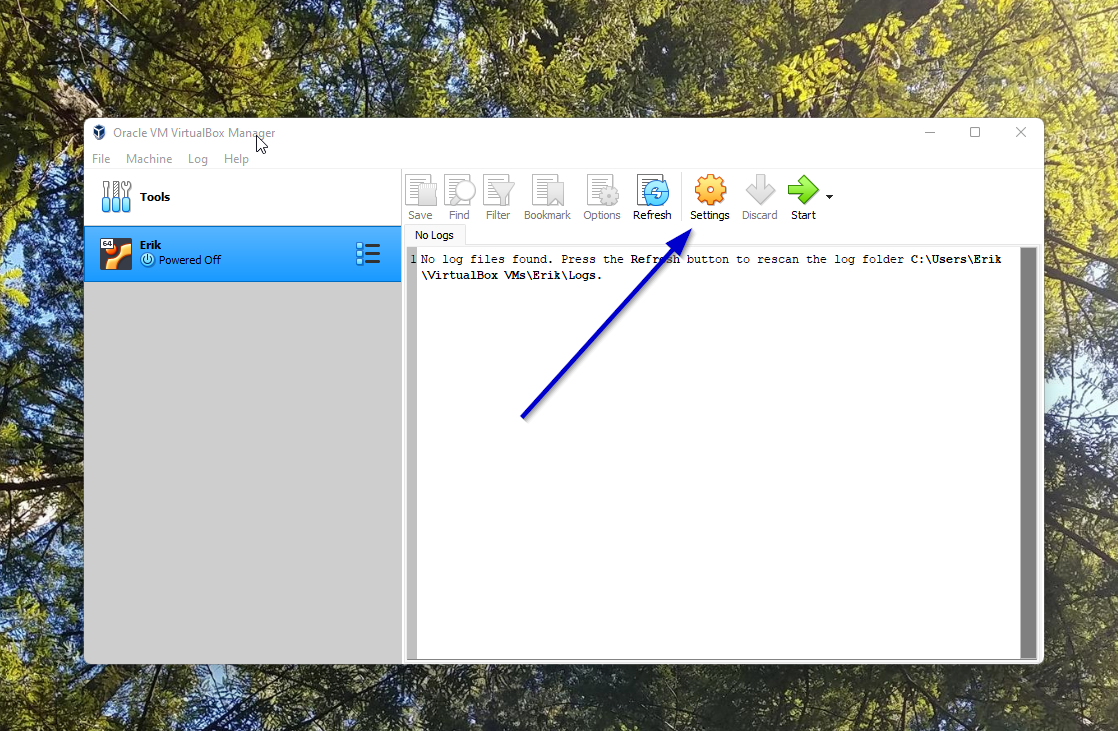 Oracle VM VirtualBox Manager
File Machine Log Help
Tools
64
Erik
Powered Off
Save Find Filter Bookmark Options Refresh Settings Discard Start
No Logs
1 No log files found. Press the Refresh button to rescan the log folder C:\Users\Erik
\VirtualBox VMs\Erik\Logs.